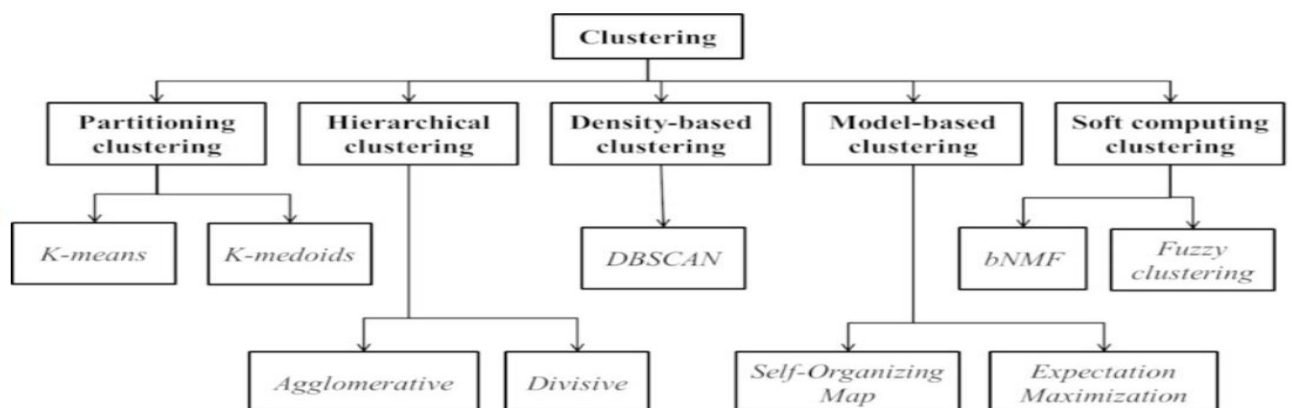 Clustering
Partitioning
clustering
Hierarchical
clustering
Density-based
clustering
Model-based
clustering
Soft computing
clustering
K-means
K-medoids
DBSCAN
bNMF
Fuzzy
clustering
Agglomerative
Divisive
Self-Organizing
Map
Expectation
Maximization